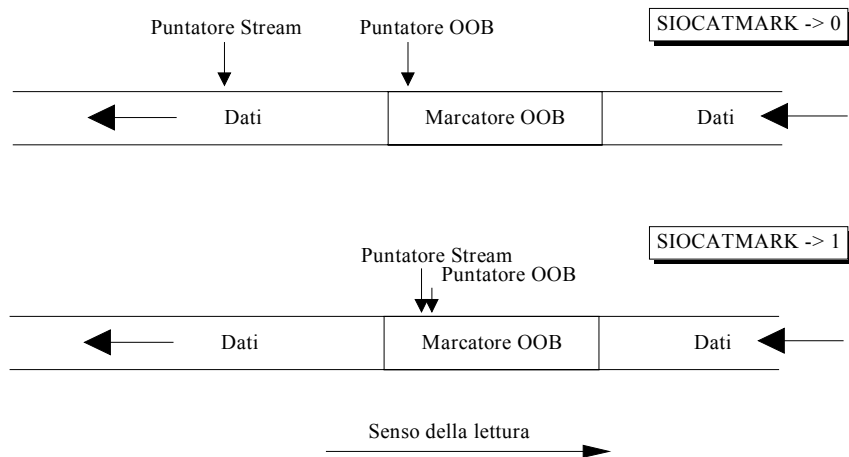 Puntatore Stream Puntatore OOB SIOCATMARK -> 0
Dati Marcatore OOB Dati
SIOCATMARK -> 1
Puntatore Stream
Puntatore OOB
Dati Marcatore OOB Dati
Senso della lettura